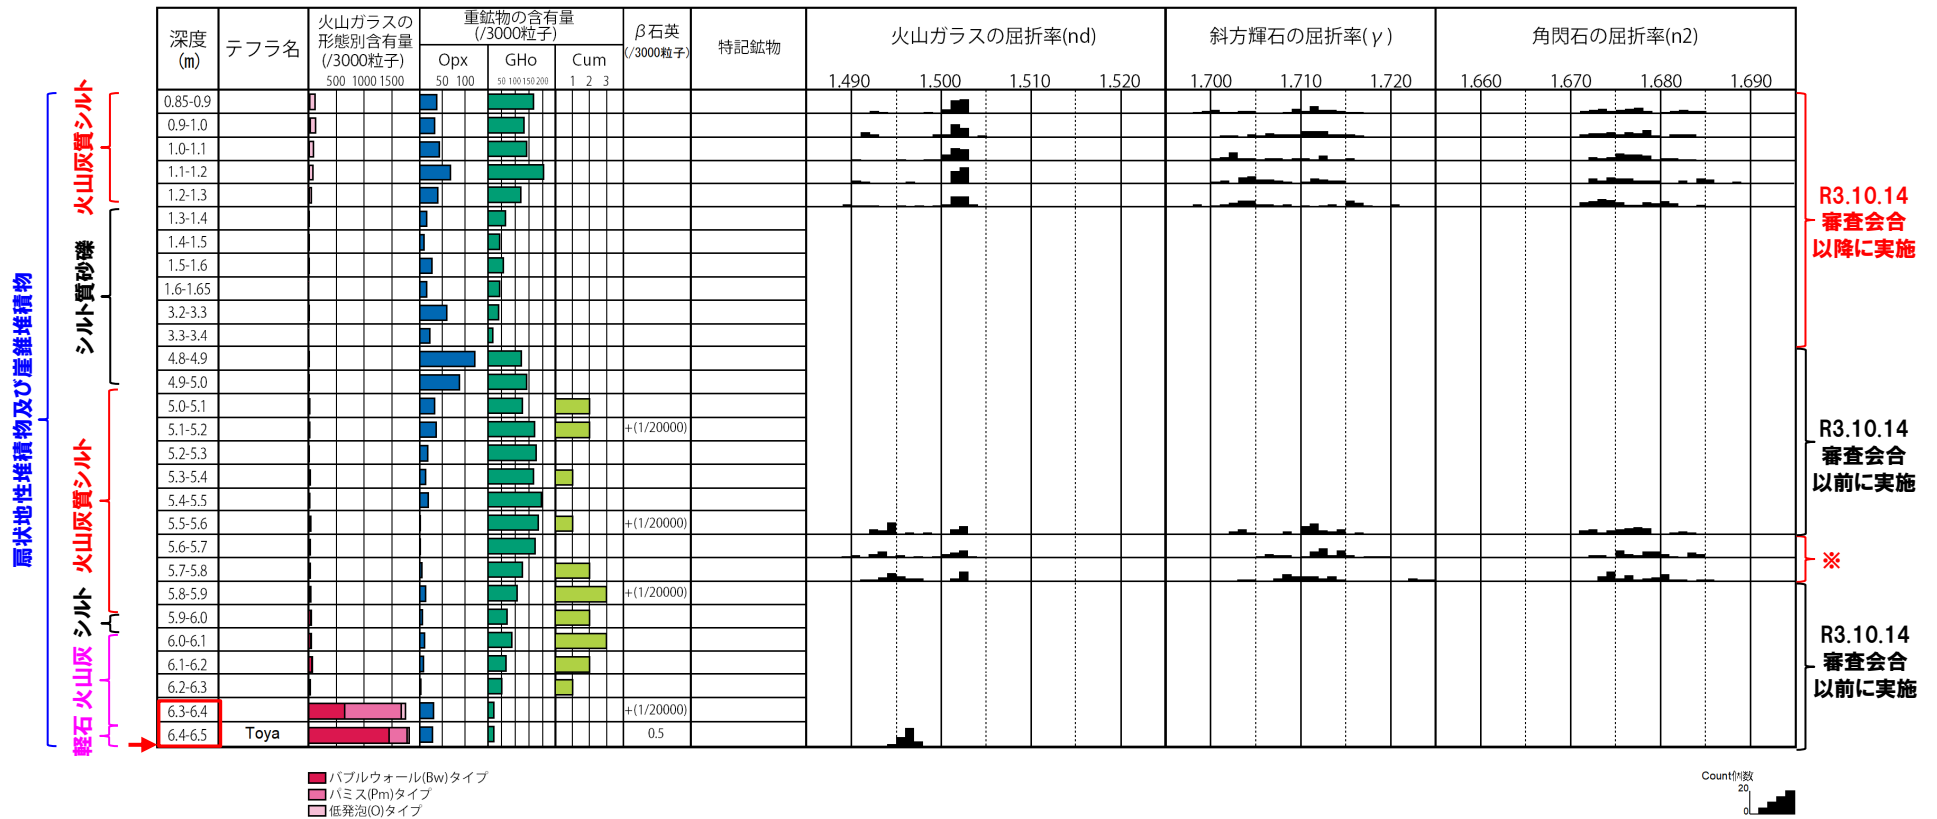 深度
(m)
テフラ名
火山ガラスの
形態別含有量
(/3000粒子)
500 1000 1500
重鉱物の含有量
(/3000粒子)
Opx
50 100
GHo
50 100 150 200
Cum
1 2 3
β石英
(/3000粒子)
特記鉱物
火山ガラスの屈折率(nd)
1.490 1.500 1.510 1.520
斜方輝石の屈折率(γ)
1.700 1.710 1.720
角閃石の屈折率(n2)
1.660 1.670 1.680 1.690
0.85-0.9
0.9-1.0
1.0-1.1
1.1-1.2
1.2-1.3
1.3-1.4
1.4-1.5
1.5-1.6
1.6-1.65
3.2-3.3
3.3-3.4
4.8-4.9
4.9-5.0
5.0-5.1
5.1-5.2 +(1/20000)
5.2-5.3
5.3-5.4
5.4-5.5
5.5-5.6 +(1/20000)
5.6-5.7
5.7-5.8
5.8-5.9 +(1/20000)
5.9-6.0
6.0-6.1
6.1-6.2
6.2-6.3
6.3-6.4 +(1/20000)
6.4-6.5 Toya 0.5
扇状地性堆積物及び崖錐堆積物
火山灰質シルト
シルト質砂礫
火山灰質シルト
シルト
火山灰
軽石
R3.10.14
審査会合
以降に実施
R3.10.14
審査会合
以前に実施
※
R3.10.14
審査会合
以前に実施
バブルウォール(Bw)タイプ
パミス(Pm)タイプ
低発泡(O)タイプ
Count個数
20
0